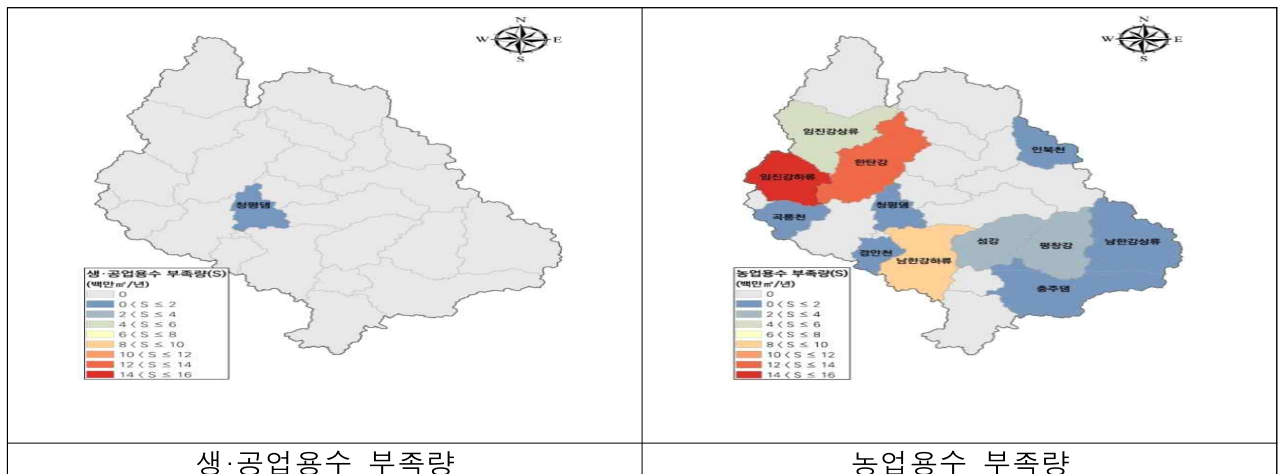 N
W E
S
청평댐
생·공업용수 부족량(S)
(백만㎥/년)
0
0 < S ≤ 2
2 < S ≤ 4
4 < S ≤ 6
6 < S ≤ 8
8 < S ≤ 10
10 < S ≤ 12
12 < S ≤ 14
14 < S ≤ 16
생·공업용수 부족량
N
W E
S
임진강상류
인북천
한탄강
임진강하류
청평댐
곡릉천
섬강
평창강
남한강상류
경안천
남한강하류
충주댐
농업용수 부족량(S)
(백만㎥/년)
0
0 < S ≤ 2
2 < S ≤ 4
4 < S ≤ 6
6 < S ≤ 8
8 < S ≤ 10
10 < S ≤ 12
12 < S ≤ 14
14 < S ≤ 16
농업용수 부족량